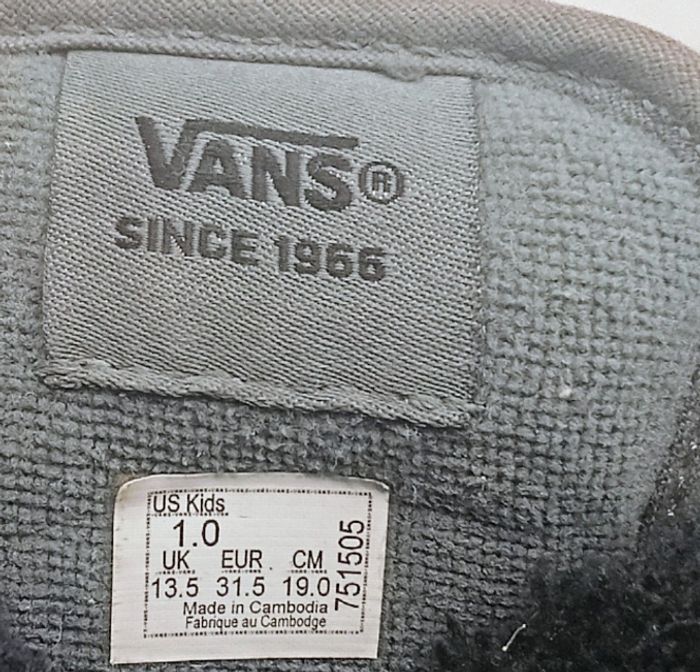 VANS®
SINCE 1966
US Kids
1.0
UK EUR CM
13.5 31.5 19.0
Made in Cambodia
Fabrique au Cambodge
751505